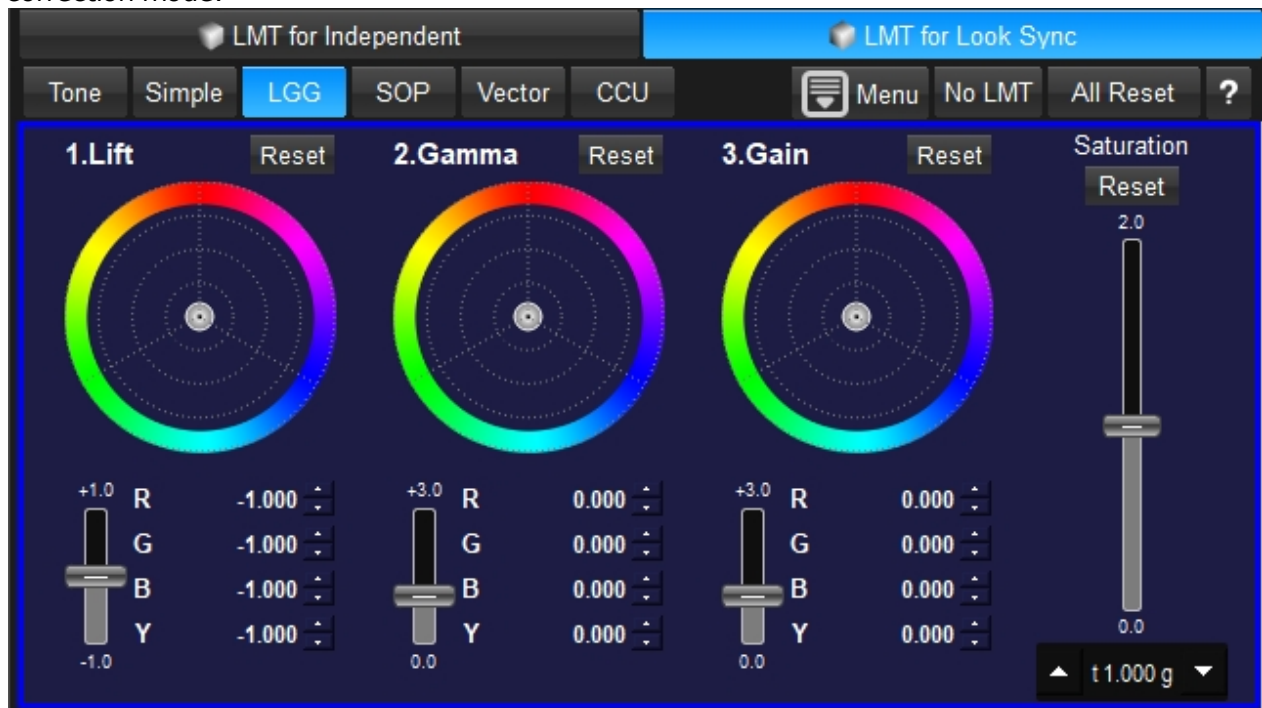 correction mode.
LMT for Independent LMT for Look Sync
Tone Simple LGG SOP Vector CCU Menu No LMT All Reset ?
1.Lift Reset 2.Gamma Reset 3.Gain Reset Saturation
Reset
2.0
+1.0 R -1.000 +3.0 R 0.000 +3.0 R 0.000
G -1.000 G 0.000 G 0.000
B -1.000 B 0.000 B 0.000
Y -1.000 Y 0.000 Y 0.000 0.0
-1.0 0.0 0.0 t 1.000 g